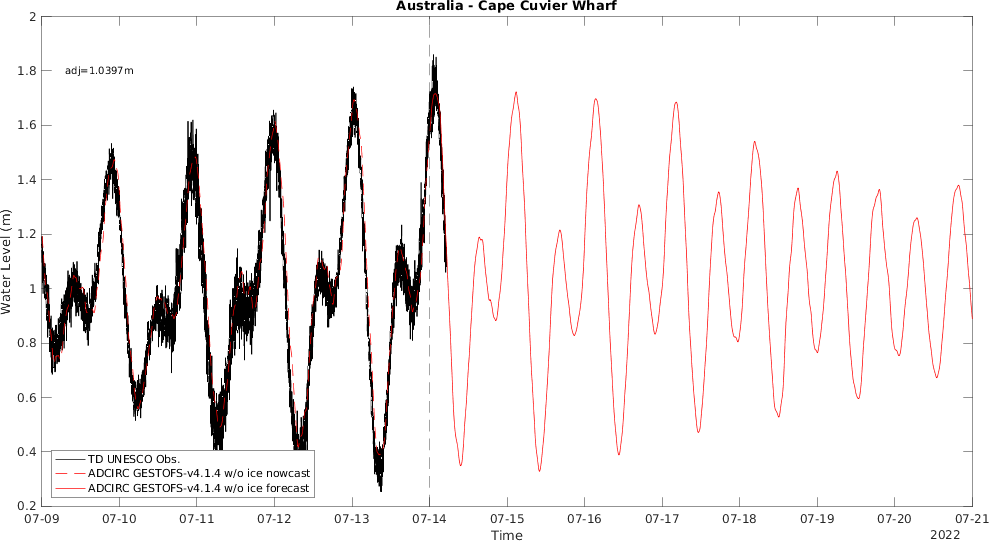 Australia - Cape Cuvier Wharf
2
1.8
1.6
1.4
1.2
1
0.8
0.6
0.4
0.2
Water Level (m)
adj=1.0397m
TD UNESCO Obs.
ADCIRC GESTOFS-v4.1.4 w/o ice nowcast
ADCIRC GESTOFS-v4.1.4 w/o ice forecast
07-09 07-10 07-11 07-12 07-13 07-14 07-15 07-16 07-17 07-18 07-19 07-20 07-21
Time
2022